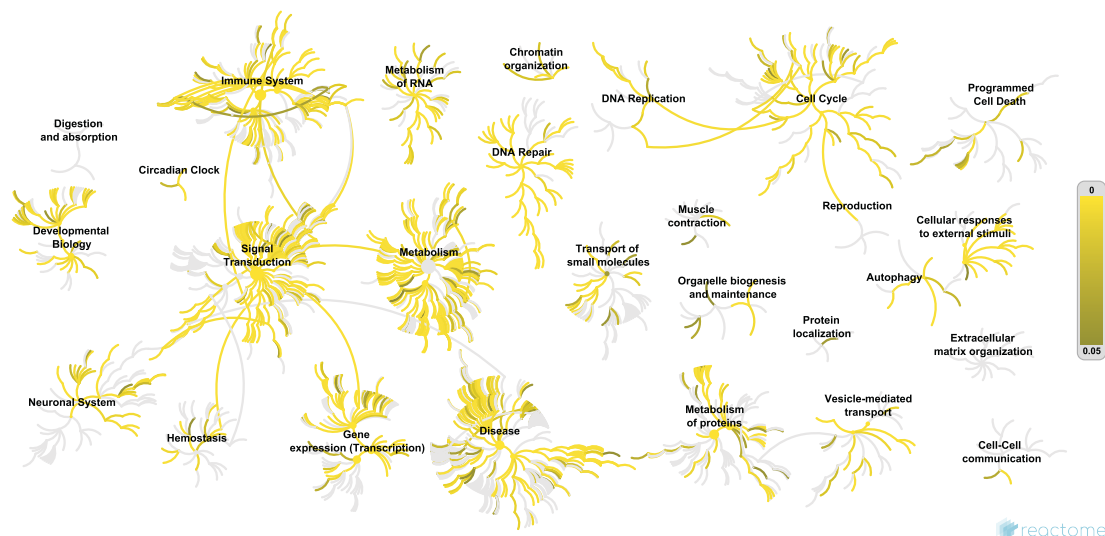 Immune System
Metabolism
of RNA
Chromatin
organization
DNA Replication
Cell Cycle
Programmed
Cell Death
Digestion
and absorption
Circadian Clock
DNA Repair
Developmental
Biology
Signal
Transduction
Metabolism
Transport of
small molecules
Muscle
contraction
Reproduction
Cellular responses
to external stimuli
Organelle biogenesis
and maintenance
Autophagy
Protein
localization
Extracellular
matrix organization
0
0.05
Neuronal System
Hemostasis
Gene
expression (Transcription)
Disease
Metabolism
of proteins
Vesicle-mediated
transport
Cell-Cell
communication
reactome